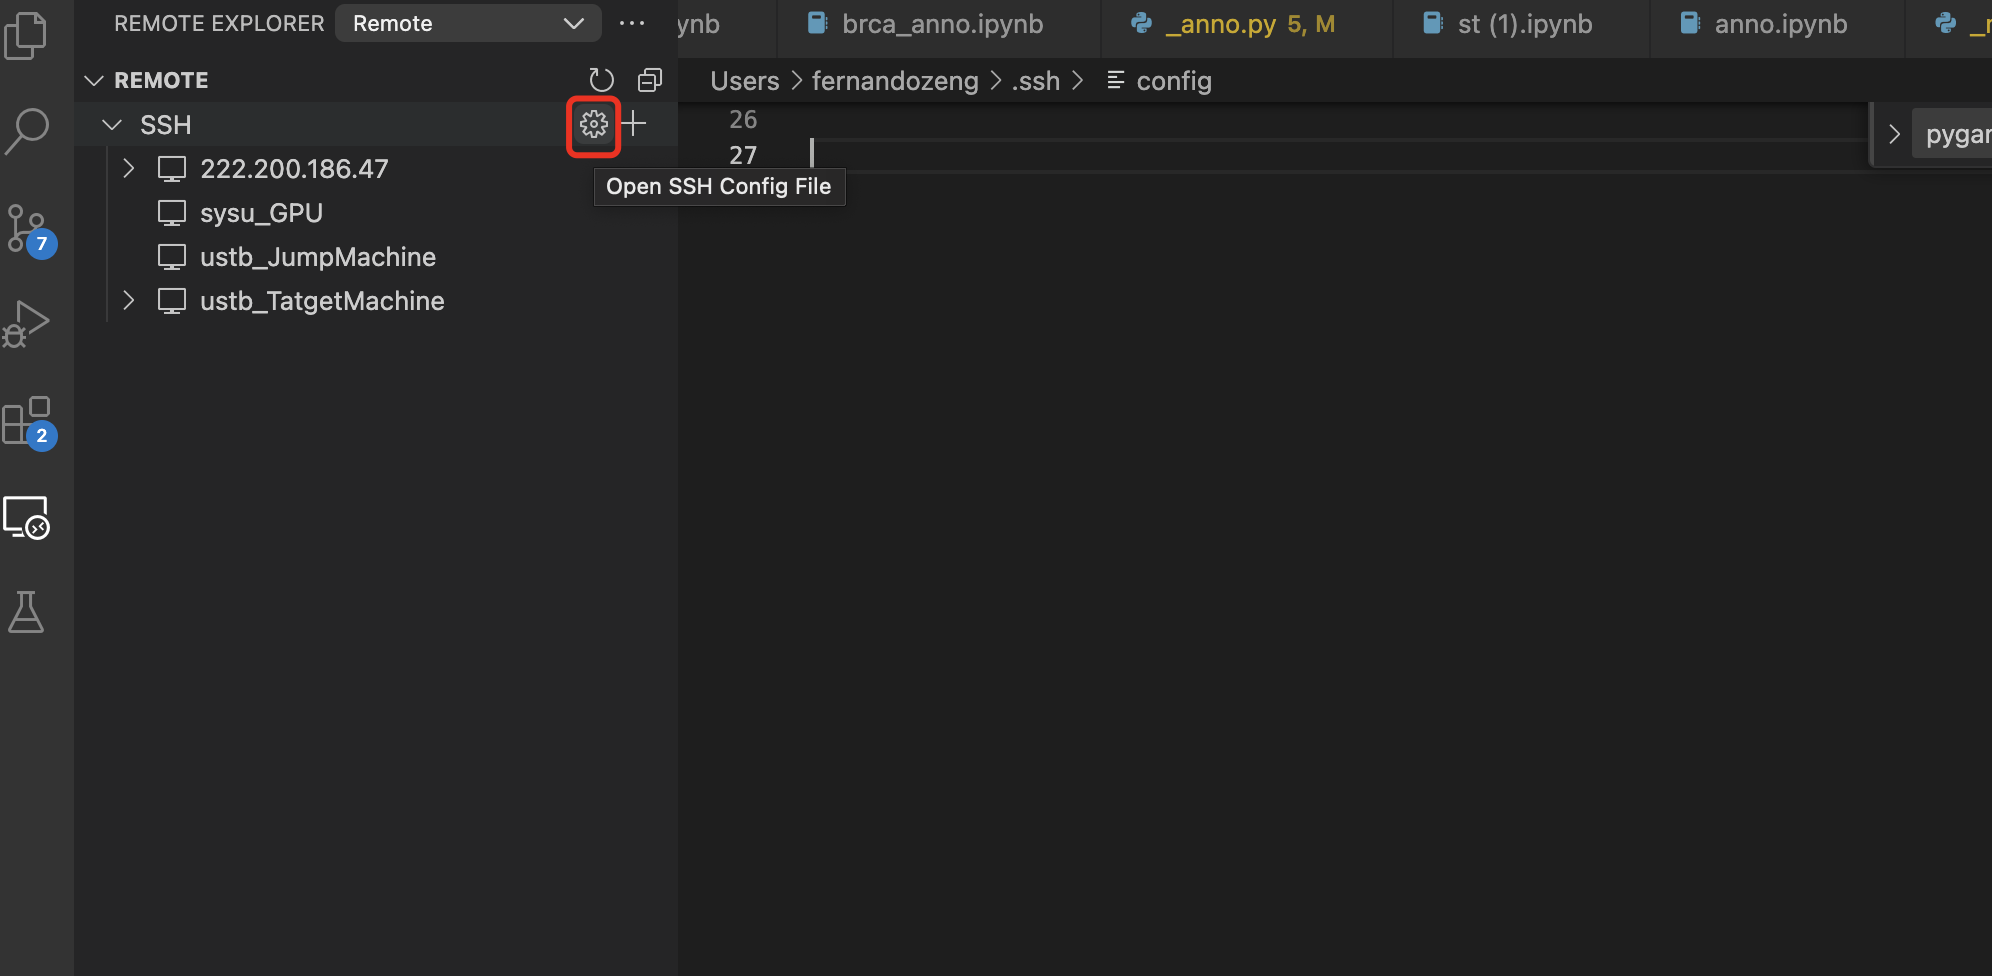 REMOTE EXPLORER Remote
ynb brca_anno.ipynb _anno.py 5, M st (1).ipynb anno.ipynb
REMOTE
Users fernandozeng .ssh config
SSH
26
27
pygar
Open SSH Config File
222.200.186.47
sysu_GPU
ustb_JumpMachine
ustb_TatgetMachine
7
2